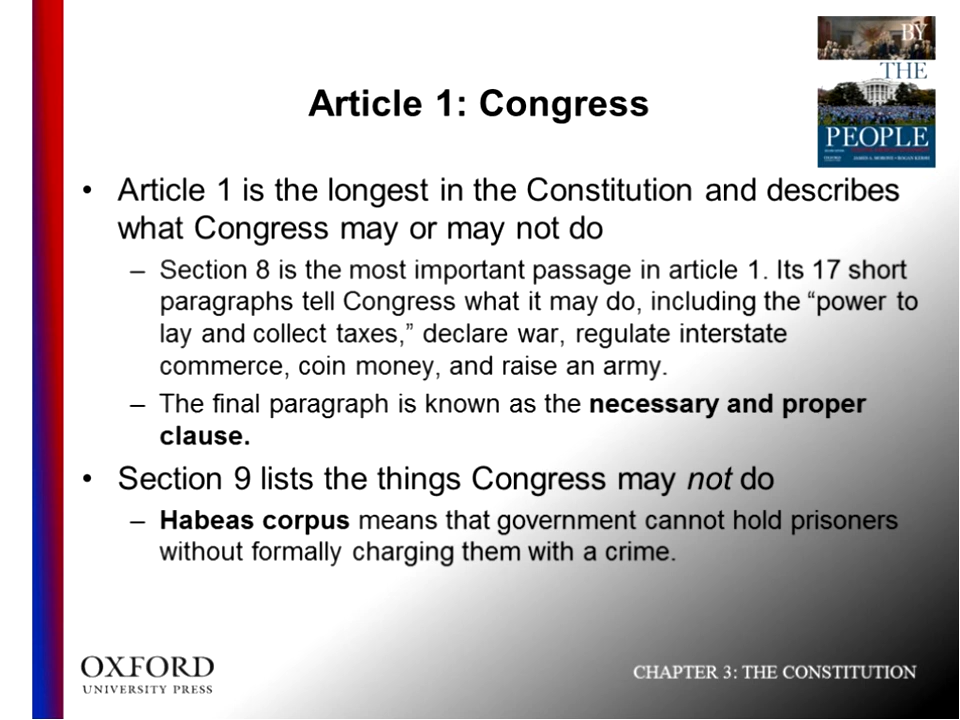 BY
THE
PEOPLE
Article 1: Congress
• Article 1 is the longest in the Constitution and describes
what Congress may or may not do
– Section 8 is the most important passage in article 1. Its 17 short
paragraphs tell Congress what it may do, including the “power to
lay and collect taxes,” declare war, regulate interstate
commerce, coin money, and raise an army.
– The final paragraph is known as the necessary and proper
clause.
• Section 9 lists the things Congress may not do
– Habeas corpus means that government cannot hold prisoners
without formally charging them with a crime.
OXFORD
UNIVERSITY PRESS
CHAPTER 3: THE CONSTITUTION